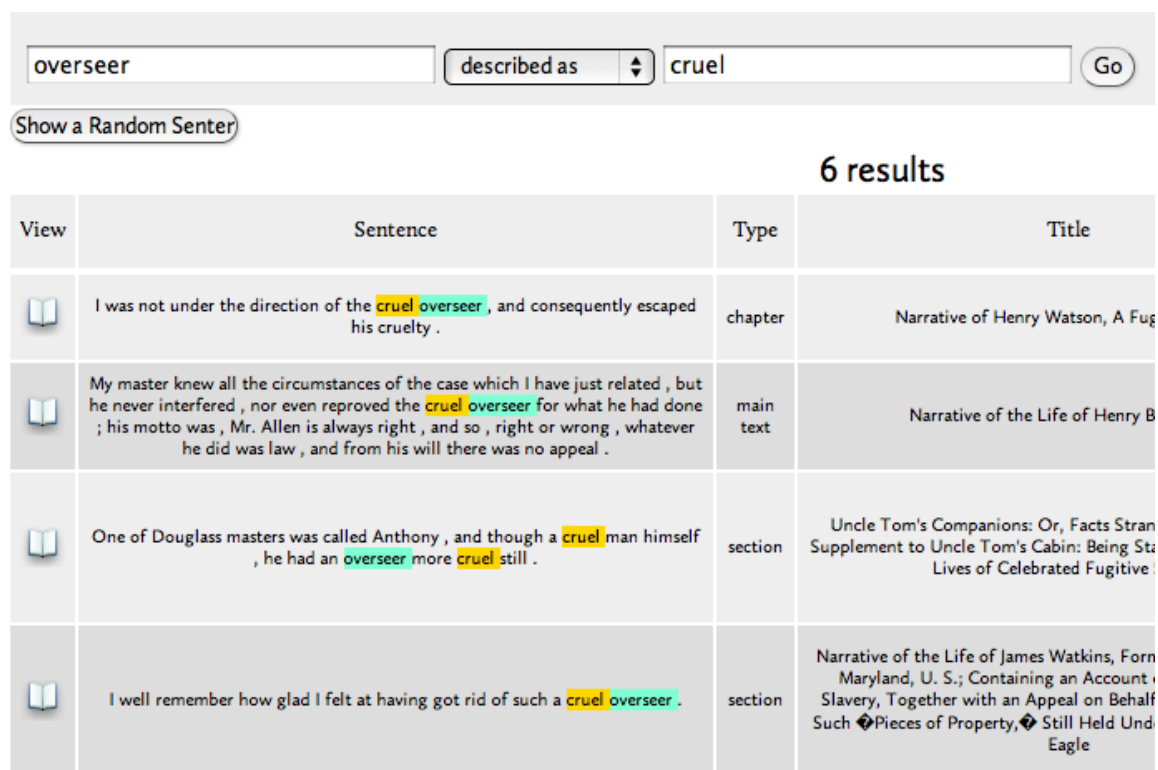 overseer described as cruel Go
Show a Random Senter
6 results
View Sentence Type Title
I was not under the direction of the cruel overseer , and consequently escaped
his cruelty .
chapter
Narrative of Henry Watson, A Fug
My master knew all the circumstances of the case which I have just related , but
he never interfered , nor even reproved the cruel overseer for what he had done
; his motto was , Mr. Allen is always right , and so , right or wrong , whatever
he did was law , and from his will there was no appeal .
main
text
Narrative of the Life of Henry B
One of Douglass masters was called Anthony , and though a cruel man himself
, he had an overseer more cruel still .
section
Uncle Tom's Companions: Or, Facts Stran
Supplement to Uncle Tom's Cabin: Being Sta
Lives of Celebrated Fugitive
I well remember how glad I felt at having got rid of such a cruel overseer .
section
Narrative of the Life of James Watkins, Forn
Maryland, U. S.; Containing an Account
Slavery, Together with an Appeal on Behalf
Such �Pieces of Property,� Still Held Und
Eagle